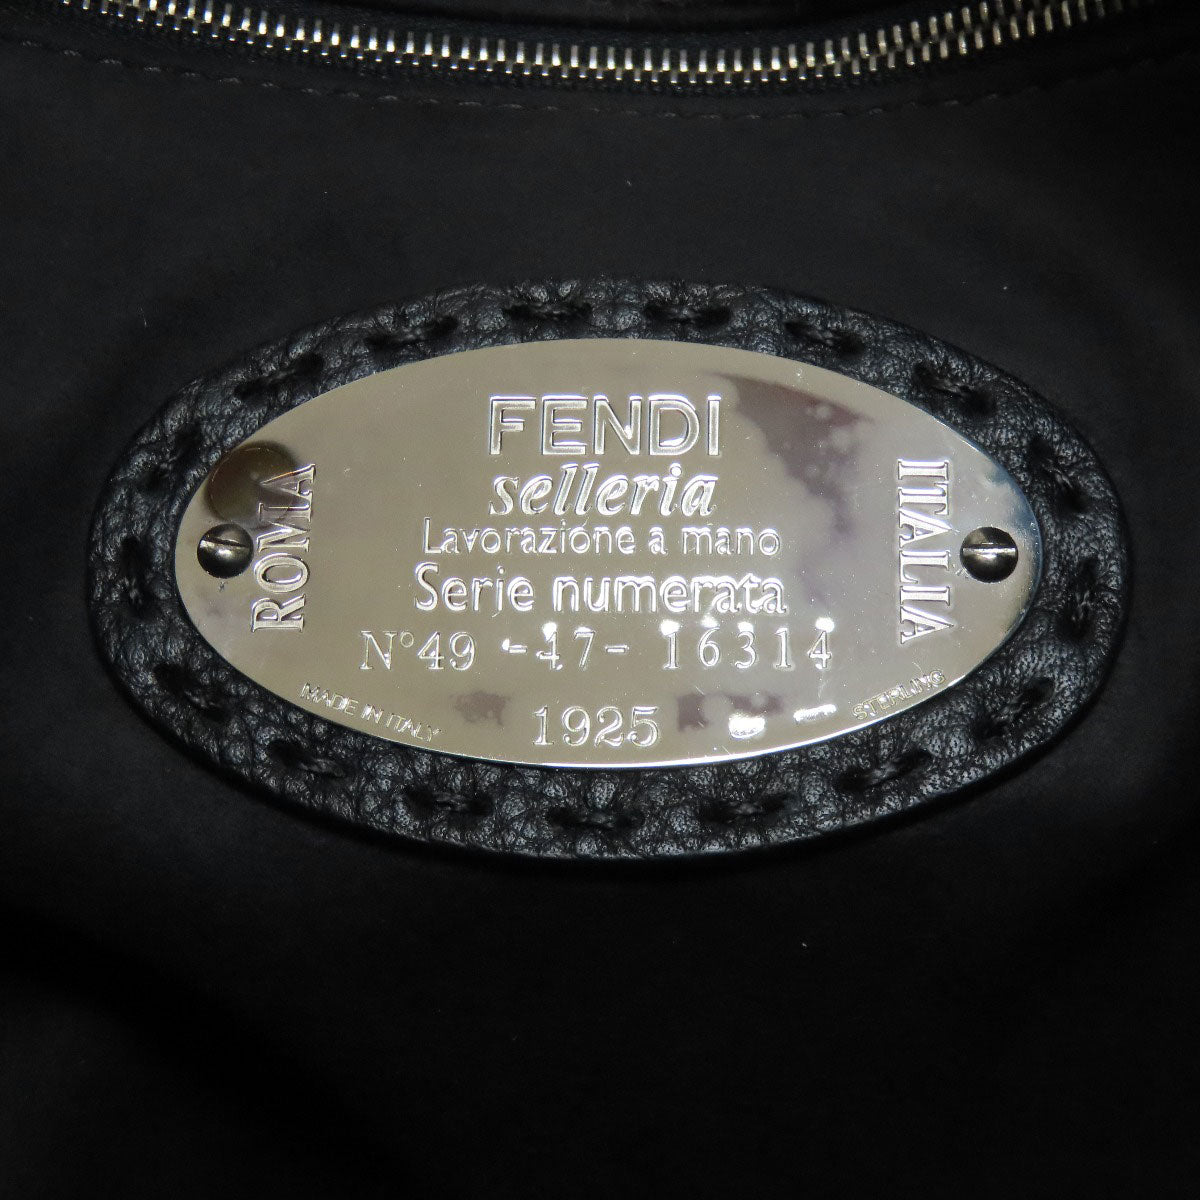 FENDI
selleria
Lavorazione a mano
Serie numerata
N°49 -47- 16314
1925
ROMA
ITALIA
MADE IN ITALY
STERLING